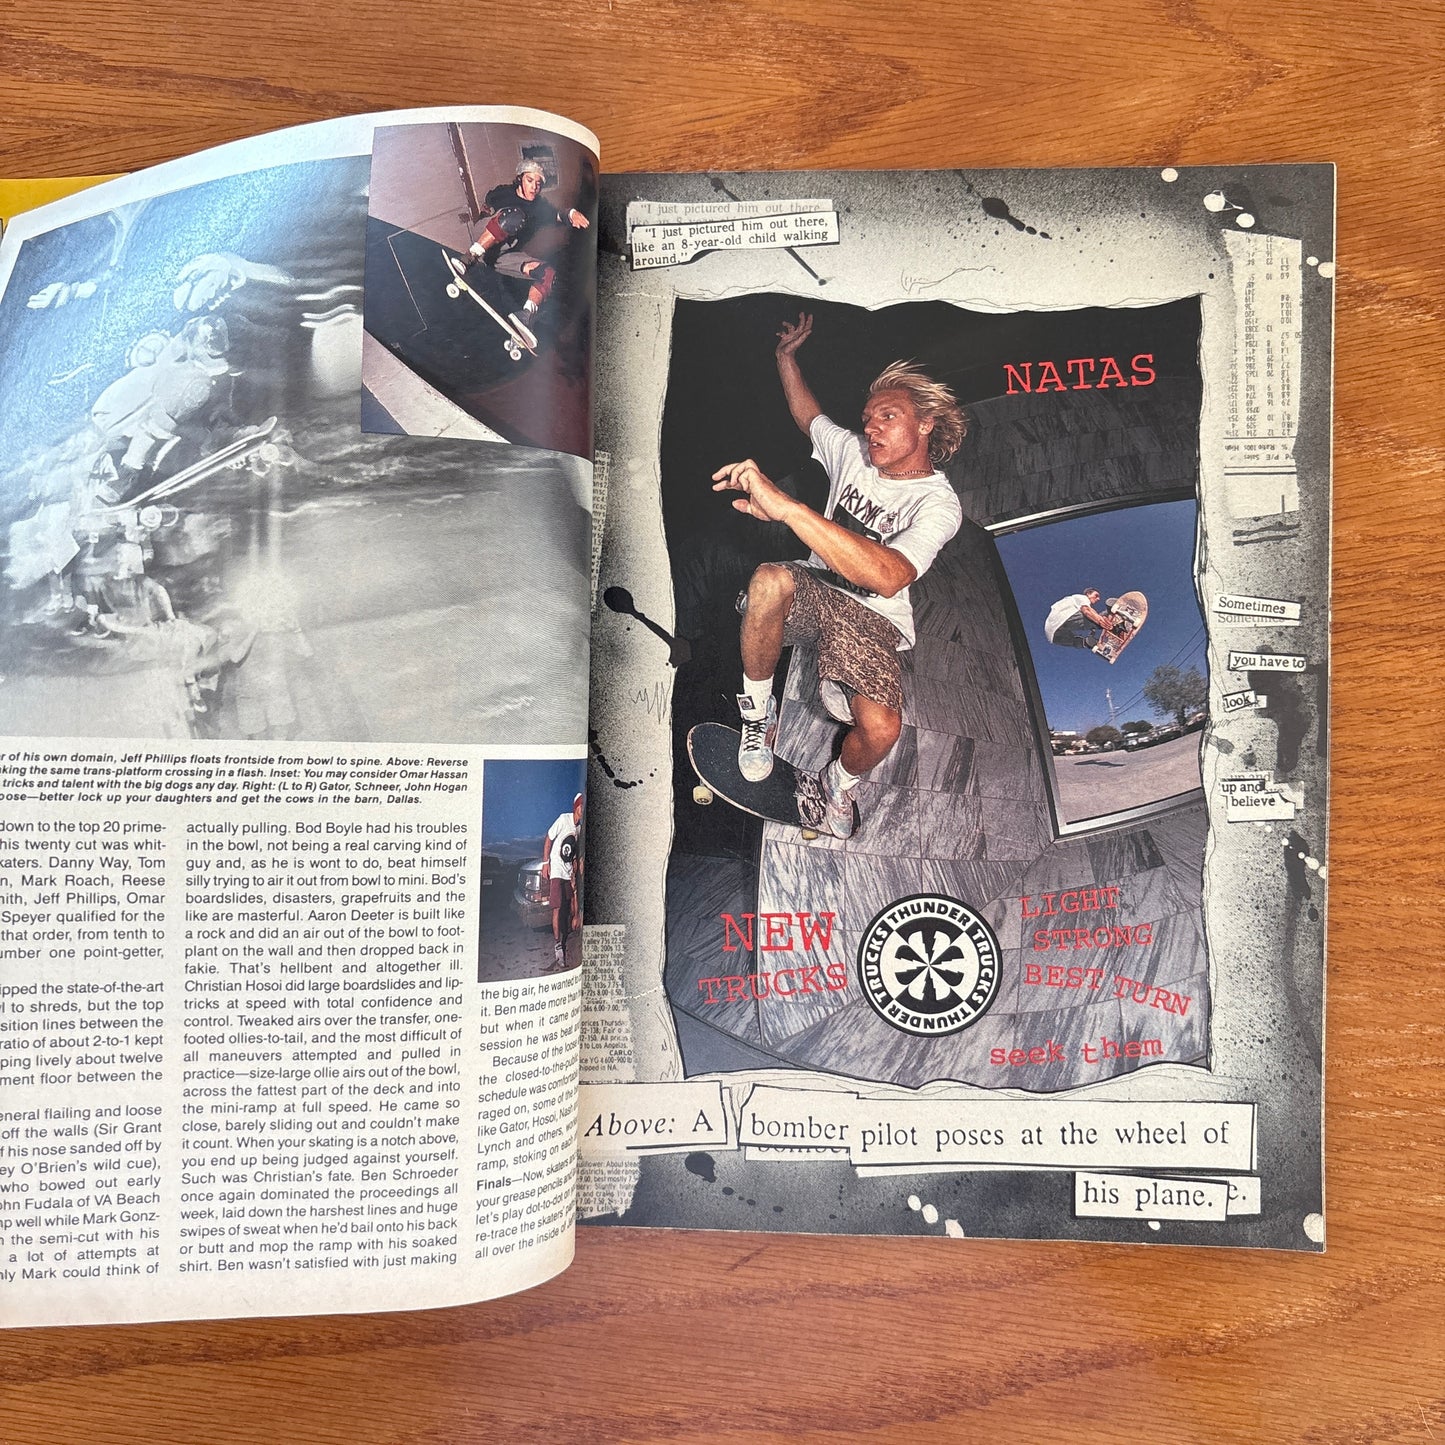 r of his own domain, Jeff Phillips floats frontside from bowl to spine. Above: Reverse
king the same trans-platform crossing in a flash. Inset: You may consider Omar Hassan
tricks and talent with the big dogs any day. Right: (L to R) Gator, Schneer, John Hogan
oose—better lock up your daughters and get the cows in the barn, Dallas.
down to the top 20 prime-
his twenty cut was whit-
katers. Danny Way, Tom
n, Mark Roach, Reese
nith, Jeff Phillips, Omar
Speyer qualified for the
that order, from tenth to
umber one point-getter,
ipped the state-of-the-art
l to shreds, but the top
sition lines between the
ratio of about 2-to-1 kept
ping lively about twelve
ment floor between the
eneral flailing and loose
off the walls (Sir Grant
f his nose sanded off by
ey O'Brien's wild cue),
who bowed out early
ohn Fudala of VA Beach
np well while Mark Gonz-
n the semi-cut with his
a lot of attempts at
nly Mark could think of
actually pulling. Bod Boyle had his troubles
in the bowl, not being a real carving kind of
guy and, as he is wont to do, beat himself
silly trying to air it out from bowl to mini. Bod's
boardslides, disasters, grapefruits and the
like are masterful. Aaron Deeter is built like
a rock and did an air out of the bowl to foot-
plant on the wall and then dropped back in
fakie. That's hellbent and altogether ill.
Christian Hosoi did large boardslides and lip-
tricks at speed with total confidence and
control. Tweaked airs over the transfer, one-
footed ollies-to-tail, and the most difficult of
all maneuvers attempted and pulled in
practice—size-large ollie airs out of the bowl,
across the fattest part of the deck and into
the mini-ramp at full speed. He came so
close, barely sliding out and couldn't make
it count. When your skating is a notch above,
you end up being judged against yourself.
Such was Christian's fate. Ben Schroeder
once again dominated the proceedings all
week, laid down the harshest lines and huge
swipes of sweat when he'd bail onto his back
or butt and mop the ramp with his soaked
shirt. Ben wasn't satisfied with just making
the big air, he wanted to
it. Ben made more than
but when it came down
session he was beat
Because of the loose
the closed-to-the-public
schedule was comfortable
raged on, some of the
like Gator, Hosoi, Nash
Lynch and others, wor
ramp, stoking on each
Finals—Now, skaters and
your grease pencils and
let's play dot-to-dot on
re-trace the skaters'
all over the inside of
"I just pictured him out there,
like an 8-year-old child walking
around."
NATAS
DRUNK
Sometimes
you have to
look
up and
believe
NEW
TRUCKS
THUNDER TRUCKS THUNDER TRUCKS
LIGHT
STRONG
BEST TURN
seek them
Above: A bomber pilot poses at the wheel of
his plane.